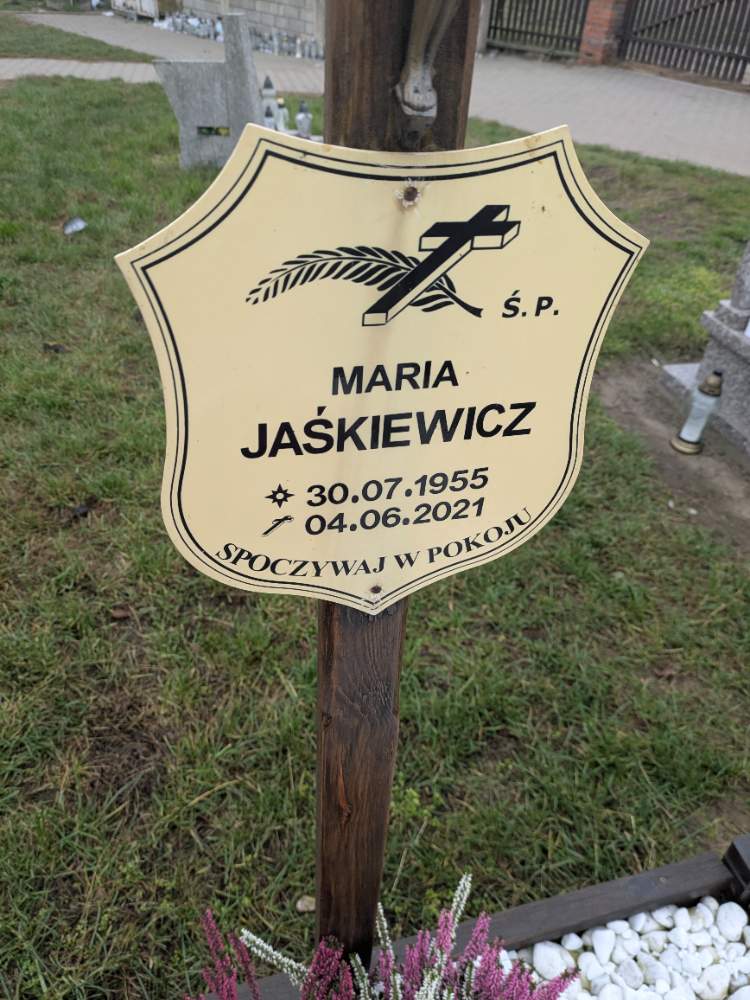 Ś. P.
MARIA
JAŚKIEWICZ
30.07.1955
04.06.2021
SPOCZYWAJ W POKOJU